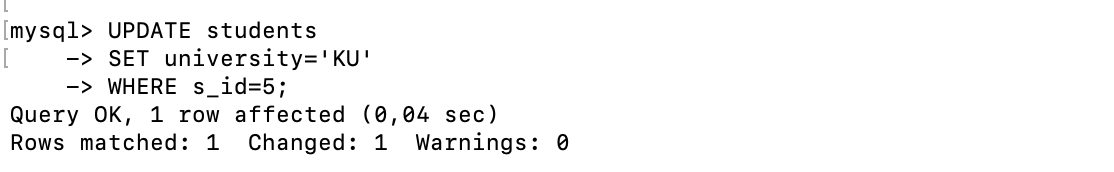 mysql> UPDATE students
    -> SET university='KU'
    -> WHERE s_id=5;
Query OK, 1 row affected (0,04 sec)
Rows matched: 1  Changed: 1  Warnings: 0